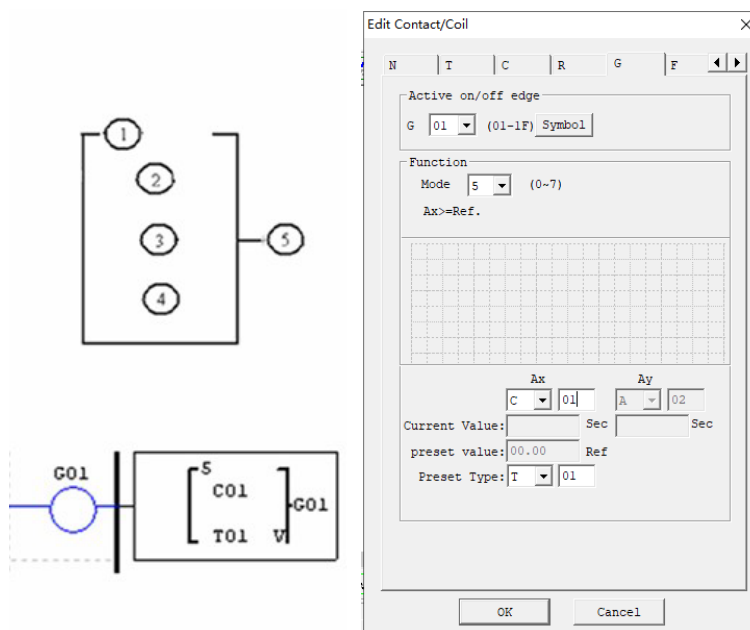 1
2
3
4
5
G01
5
C01
T01 V
G01
Edit Contact/Coil
N T C R G F
Active on/off edge
G 01 (01-1F) Symbol
Function
Mode 5 (0~7)
Ax>=Ref.
Ax Ay
C 01 A 02
Current Value: Sec Sec
preset value: 00.00 Ref
Preset Type: T 01
OK Cancel